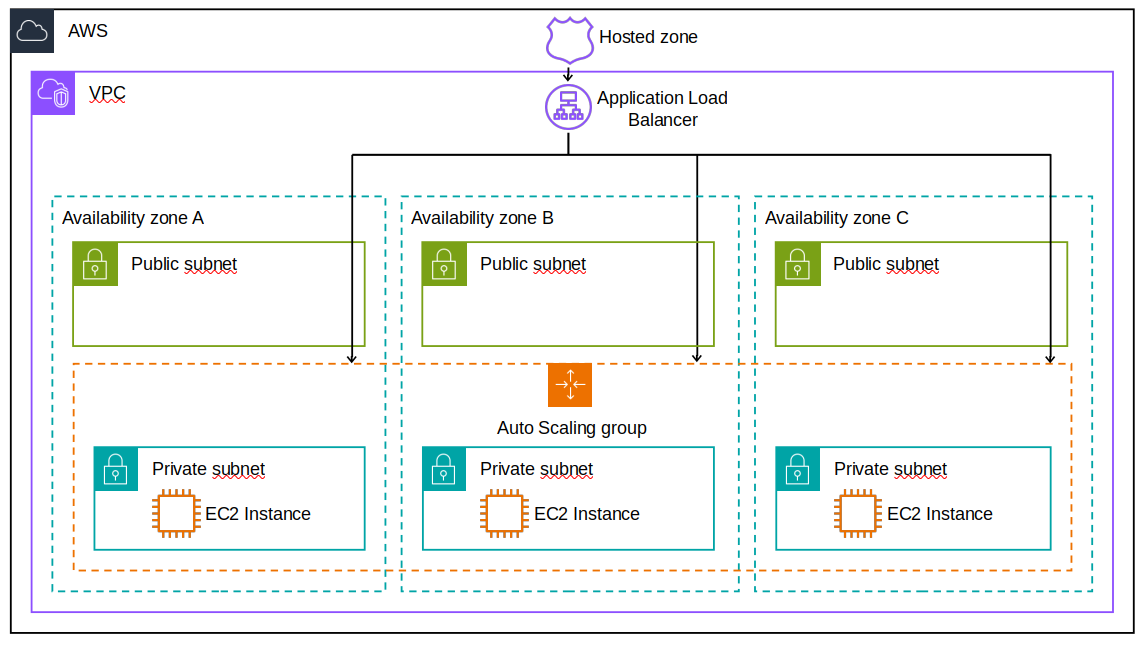 AWS
Hosted zone
VPC
Application Load
Balancer
Availability zone A
Availability zone B
Availability zone C
Public subnet
Public subnet
Public subnet
Auto Scaling group
Private subnet
Private subnet
Private subnet
EC2 Instance
EC2 Instance
EC2 Instance